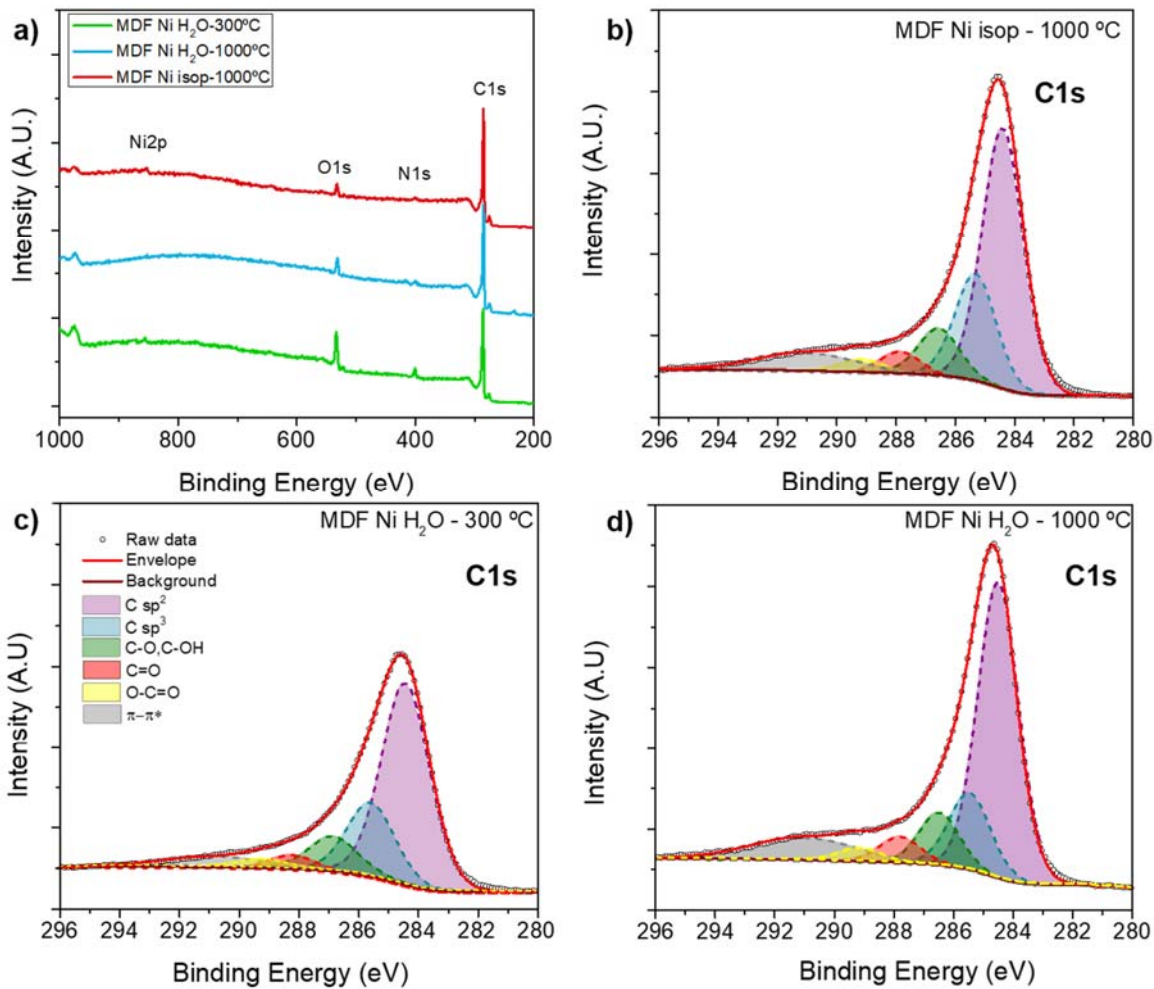 a)
MDF Ni H₂O-300ºC
MDF Ni H₂O-1000ºC
MDF Ni isop-1000ºC
Ni2p
O1s
N1s
C1s
Intensity (A.U.)
1000 800 600 400 200
Binding Energy (eV)
b)
MDF Ni isop - 1000 ºC
C1s
Intensity (A.U.)
296 294 292 290 288 286 284 282 280
Binding Energy (eV)
c)
MDF Ni H₂O - 300 ºC
Raw data
Envelope
Background
C sp²
C sp³
C-O,C-OH
C=O
O-C=O
π-π*
C1s
Intensity (A.U)
296 294 292 290 288 286 284 282 280
Binding Energy (eV)
d)
MDF Ni H₂O - 1000 ºC
C1s
Intensity (A.U)
296 294 292 290 288 286 284 282 280
Binding Energy (eV)